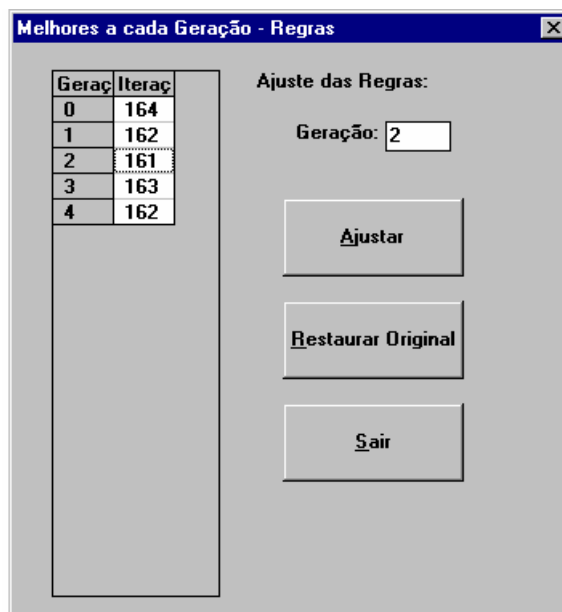 Melhores a cada Geração - Regras
Geraç Iteraç
0 164
1 162
2 161
3 163
4 162
Ajuste das Regras:
Geração: 2
Ajustar
Restaurar Original
Sair